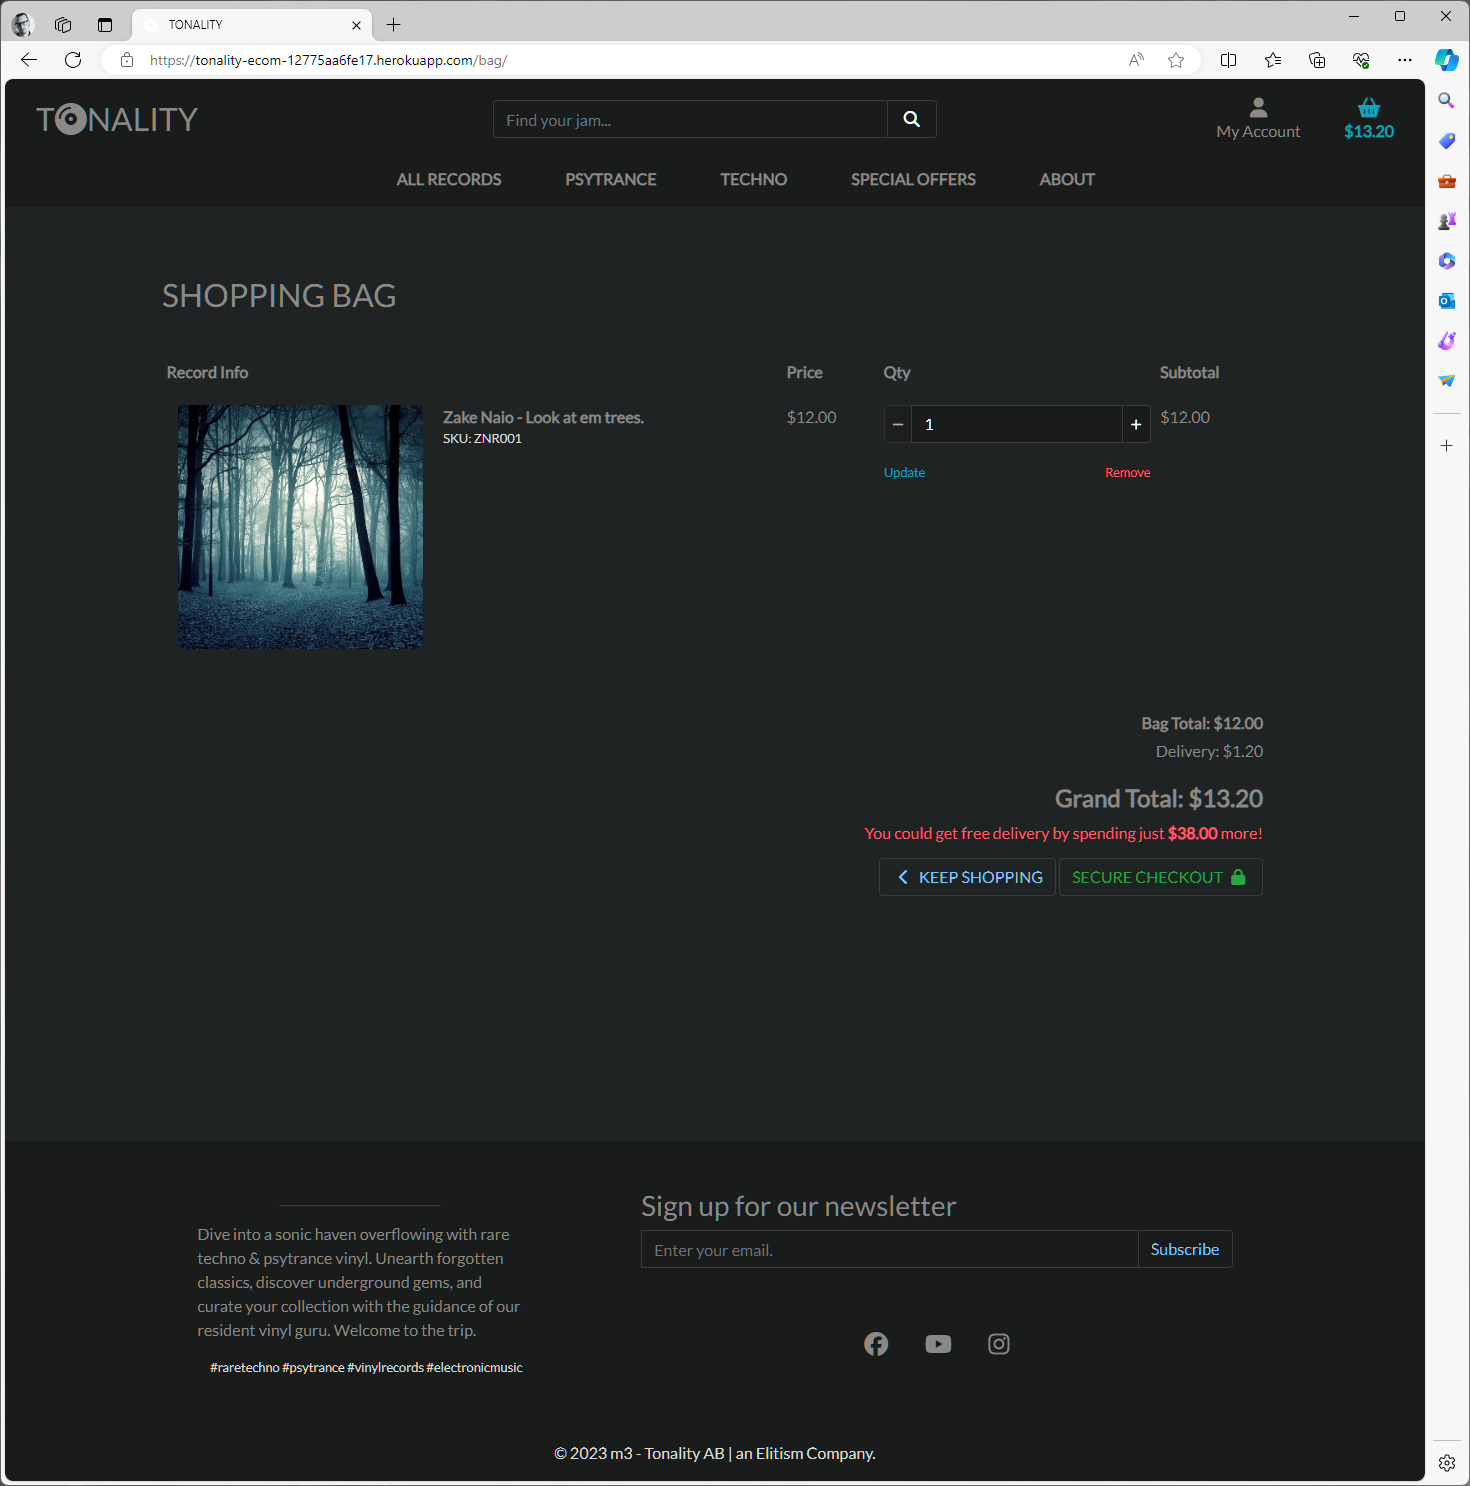 TONALITY
https://tonality-ecom-12775aa6fe17.herokuapp.com/bag/
TONALITY
Find your jam...
My Account
$13.20
ALL RECORDS PSYTRANCE TECHNO SPECIAL OFFERS ABOUT
SHOPPING BAG
Record Info Price Qty Subtotal
Zake Naio - Look at em trees. $12.00 1 $12.00
SKU: ZNR001
Update Remove
Bag Total: $12.00
Delivery: $1.20
Grand Total: $13.20
You could get free delivery by spending just $38.00 more!
KEEP SHOPPING SECURE CHECKOUT
Dive into a sonic haven overflowing with rare
techno & psytrance vinyl. Unearth forgotten
classics, discover underground gems, and
curate your collection with the guidance of our
resident vinyl guru. Welcome to the trip.
#raretechno #psytrance #vinylrecords #electronicmusic
Sign up for our newsletter
Enter your email. Subscribe
© 2023 m3 - Tonality AB | an Elitism Company.